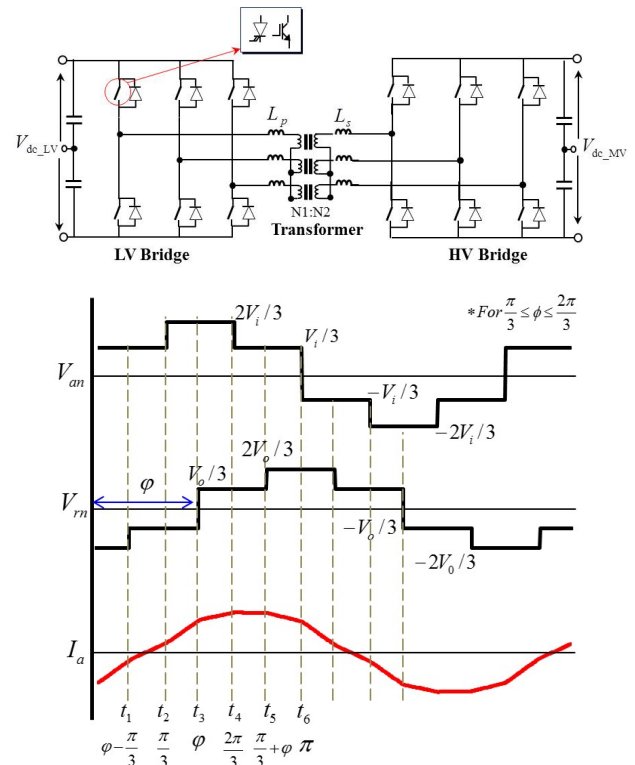 L_p
L_s
V_dc_LV
V_dc_MV
N1:N2
Transformer
LV Bridge
HV Bridge
2V_i/3
V_i/3
*For π/3 ≤ ϕ ≤ 2π/3
V_an
-V_i/3
-2V_i/3
2V_o/3
V_o/3
φ
V_rn
-V_o/3
-2V_0/3
I_a
t_1 t_2 t_3 t_4 t_5 t_6
φ-π/3 π/3 φ 2π/3 π/3+φ π